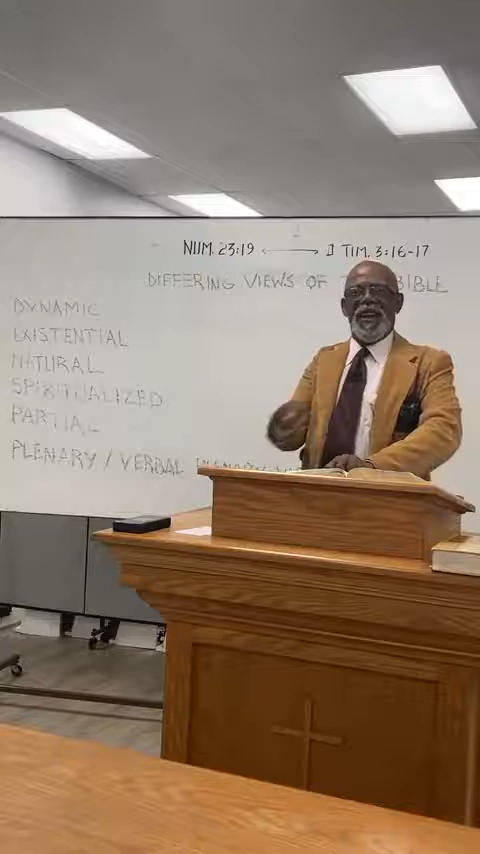 NUM. 23:19 ⟷ II TIM. 3:16-17
DIFFERING VIEWS OF BIBLE
DYNAMIC
EXISTENTIAL
NATURAL
SPIRITUALIZED
PARTIAL
PLENARY / VERBAL PLENARY